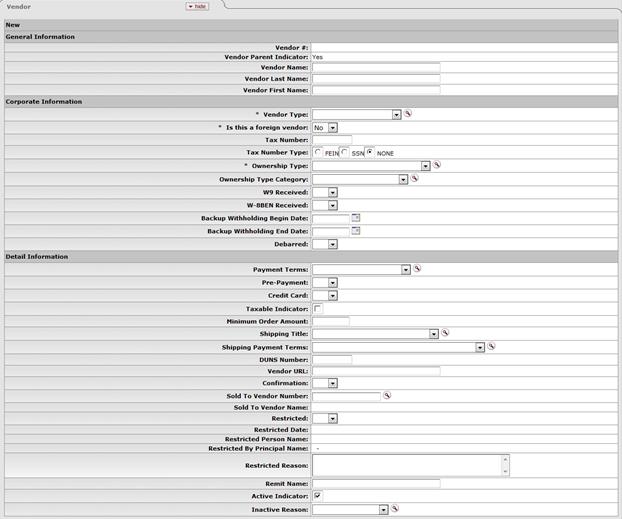 Vendor hide
New
General Information
Vendor #:
Vendor Parent Indicator: Yes
Vendor Name:
Vendor Last Name:
Vendor First Name:
Corporate Information
* Vendor Type:
* Is this a foreign vendor: No
Tax Number:
Tax Number Type: FEIN SSN NONE
* Ownership Type:
Ownership Type Category:
W9 Received:
W-8BEN Received:
Backup Withholding Begin Date:
Backup Withholding End Date:
Debarred:
Detail Information
Payment Terms:
Pre-Payment:
Credit Card:
Taxable Indicator:
Minimum Order Amount:
Shipping Title:
Shipping Payment Terms:
DUNS Number:
Vendor URL:
Confirmation:
Sold To Vendor Number:
Sold To Vendor Name:
Restricted:
Restricted Date:
Restricted Person Name:
Restricted By Principal Name: -
Restricted Reason:
Remit Name:
Active Indicator:
Inactive Reason: